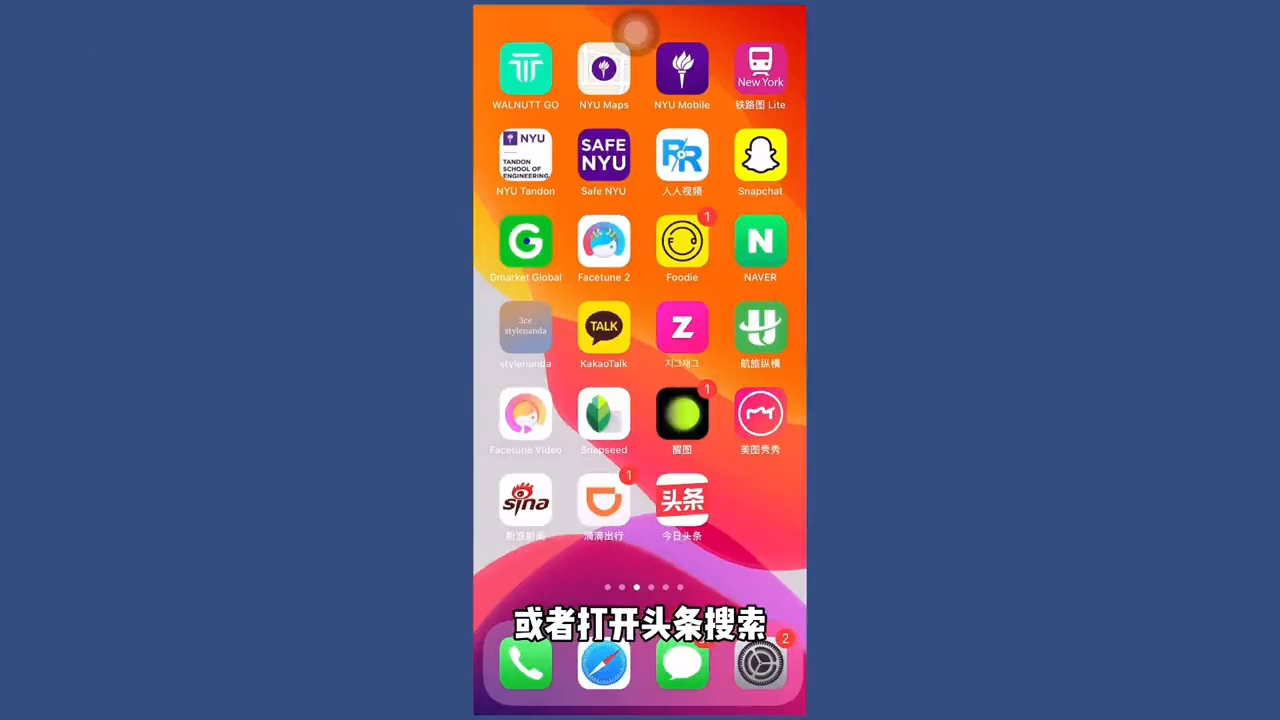 New York
WALNUTT GO
NYU Maps
NYU Mobile
铁路图 Lite
NYU
TANDON
SCHOOL OF
ENGINEERING
SAFE
NYU
NYU Tandon
Safe NYU
人人视频
Snapchat
1
Gmarket Global
Facetune 2
Foodie
N
NAVER
3ce
stylenanda
TALK
Z
stylenanda
KakaoTalk
지그재그
航旅纵横
1
Facetune Video
Snapseed
醒图
美图秀秀
sina
1
头条
新浪新闻
滴滴出行
今日头条
或者打开头条搜索
2